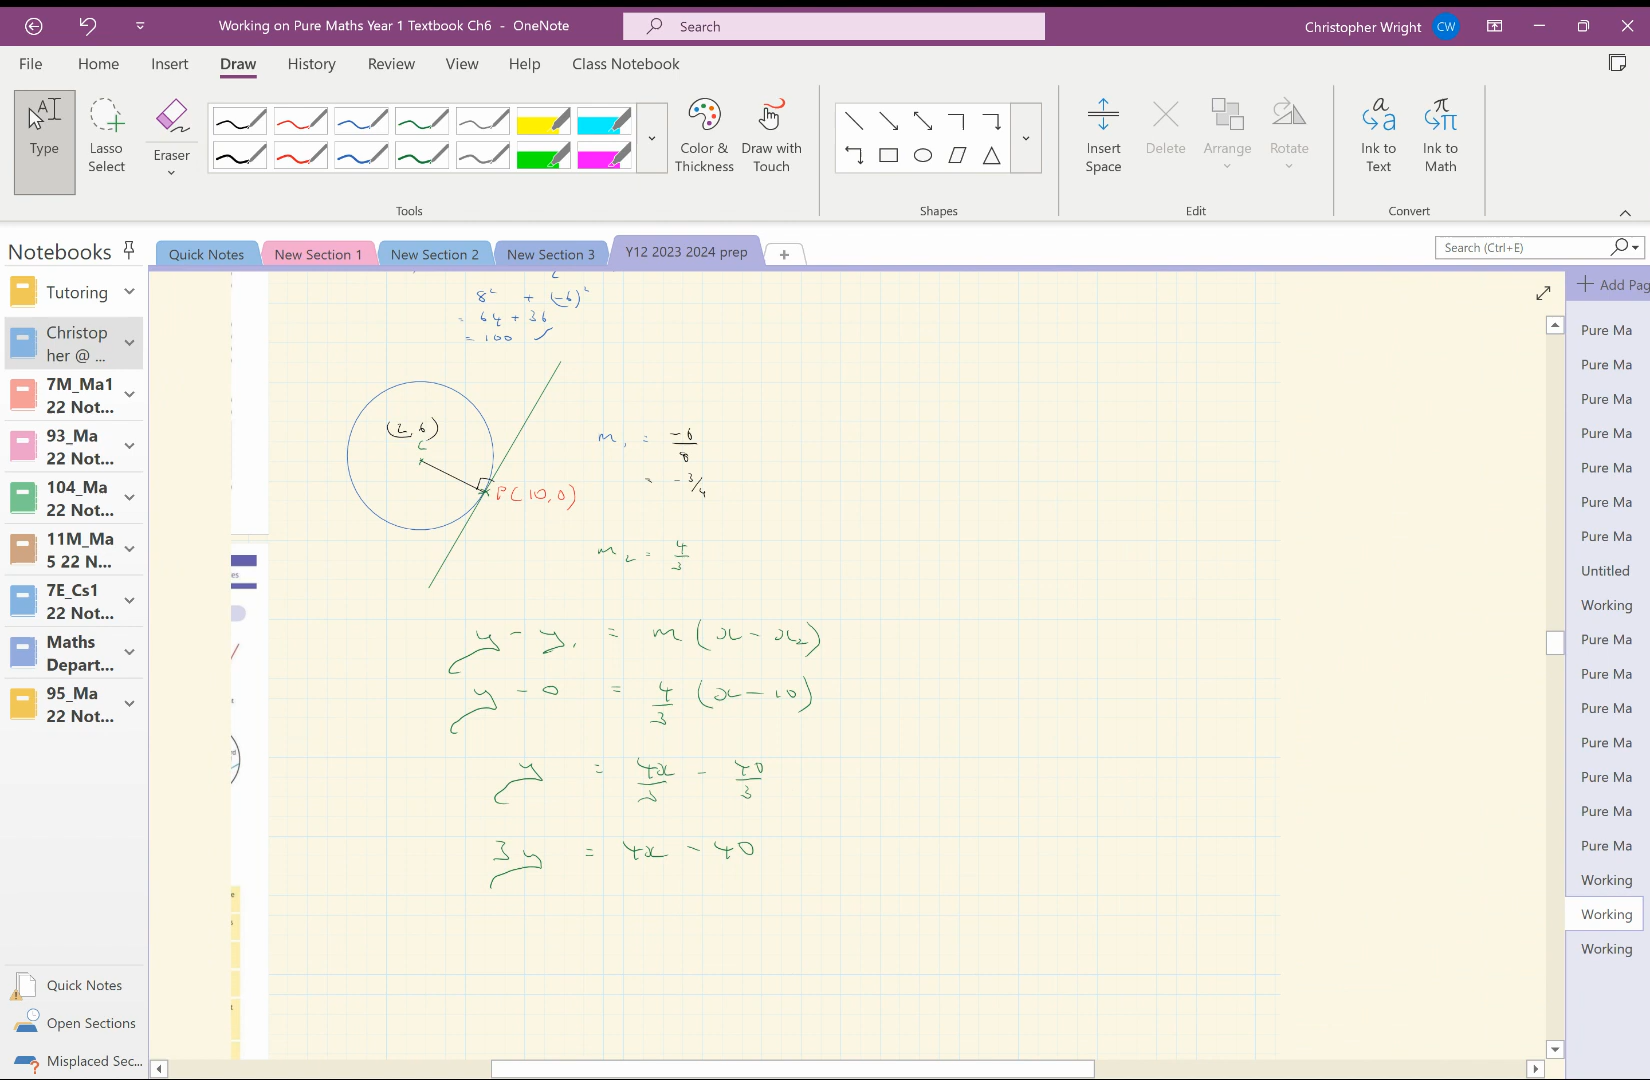 Working on Pure Maths Year 1 Textbook Ch6 - OneNote
Search
Christopher Wright
CW
File
Home
Insert
Draw
History
Review
View
Help
Class Notebook
Type
Lasso Select
Eraser
Color & Thickness
Draw with Touch
Insert Space
Delete
Arrange
Rotate
Ink to Text
Ink to Math
Tools
Shapes
Edit
Convert
Notebooks
Quick Notes
New Section 1
New Section 2
New Section 3
Y12 2023 2024 prep
+
Search (Ctrl+E)
Tutoring
Christop
her @ ...
7M_Ma1
22 Not...
93_Ma
22 Not...
104_Ma
22 Not...
11M_Ma
5 22 N...
7E_Cs1
22 Not...
Maths
Depart...
95_Ma
22 Not...
Quick Notes
Open Sections
Misplaced Sec...
8² + (-6)²
= 64 + 36
= 100 ✓
(2,6)
C
P(10,0)
m₁ = -6/8
= -3/4
m₂ = 4/3
y - y₁ = m(x - x₂)
y - 0 = 4/3 (x - 10)
y = 4x/3 - 40/3
3y = 4x - 40
Add Pag
Pure Ma
Pure Ma
Pure Ma
Pure Ma
Pure Ma
Pure Ma
Pure Ma
Untitled
Working
Pure Ma
Pure Ma
Pure Ma
Pure Ma
Pure Ma
Pure Ma
Pure Ma
Working
Working
Working